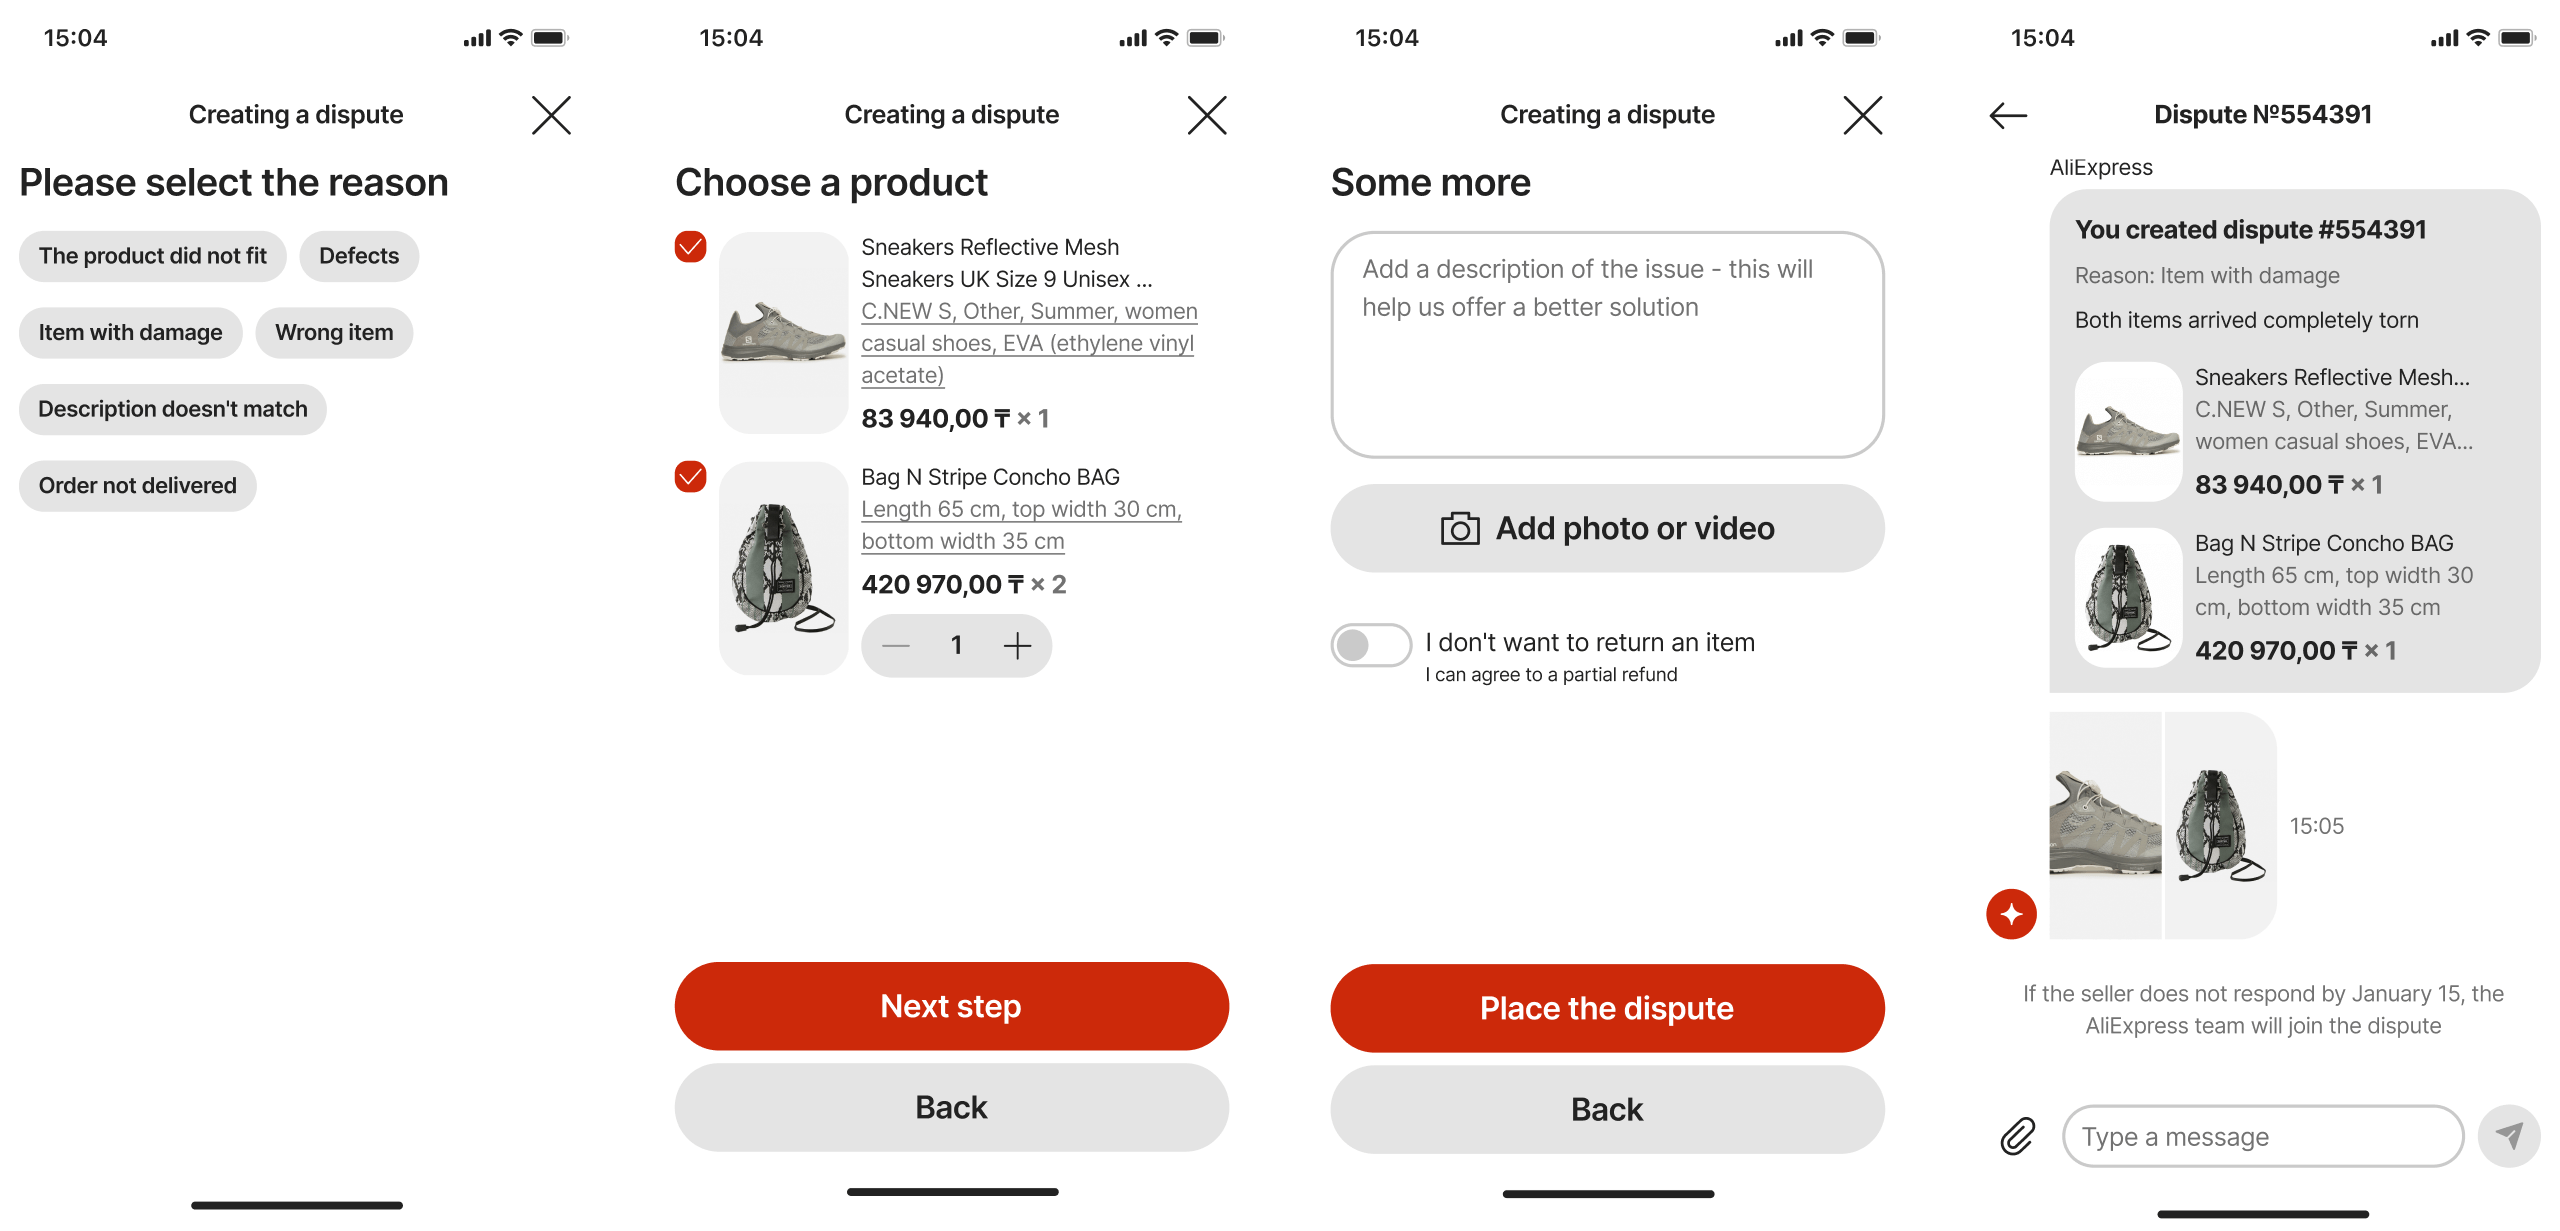 15:04
Creating a dispute
Please select the reason
The product did not fit
Defects
Item with damage
Wrong item
Description doesn't match
Order not delivered
15:04
Creating a dispute
Choose a product
Sneakers Reflective Mesh
Sneakers UK Size 9 Unisex ...
C.NEW S, Other, Summer, women
casual shoes, EVA (ethylene vinyl
acetate)
83 940,00 ₸ × 1
Bag N Stripe Concho BAG
Length 65 cm, top width 30 cm,
bottom width 35 cm
420 970,00 ₸ × 2
1
Next step
Back
15:04
Creating a dispute
Some more
Add a description of the issue - this will
help us offer a better solution
Add photo or video
I don't want to return an item
I can agree to a partial refund
Place the dispute
Back
15:04
Dispute №554391
AliExpress
You created dispute #554391
Reason: Item with damage
Both items arrived completely torn
Sneakers Reflective Mesh...
C.NEW S, Other, Summer,
women casual shoes, EVA...
83 940,00 ₸ × 1
Bag N Stripe Concho BAG
Length 65 cm, top width 30
cm, bottom width 35 cm
420 970,00 ₸ × 1
15:05
If the seller does not respond by January 15, the
AliExpress team will join the dispute
Type a message